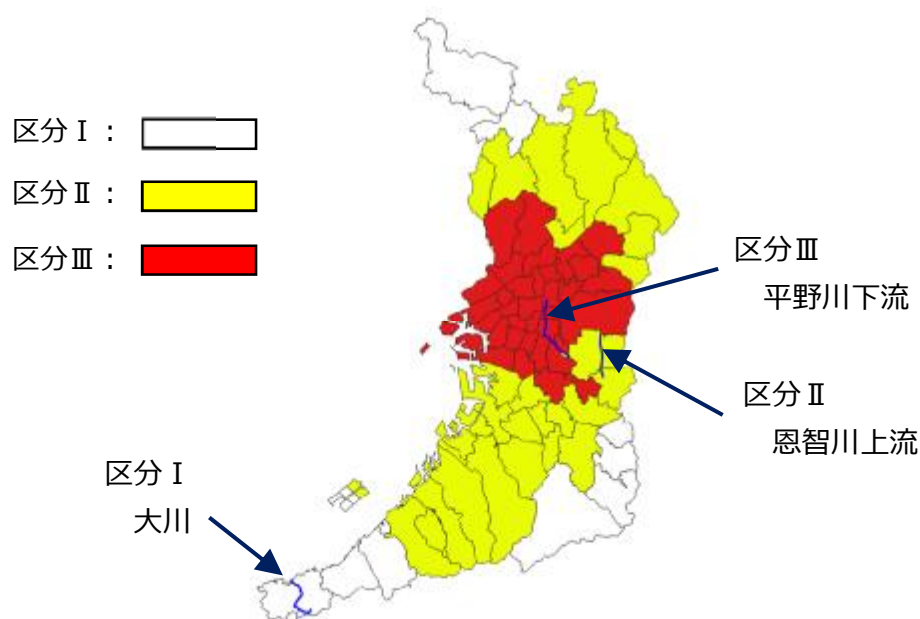 区分Ⅰ：
区分Ⅱ：
区分Ⅲ：
区分Ⅲ
平野川下流
区分Ⅱ
恩智川上流
区分Ⅰ
大川